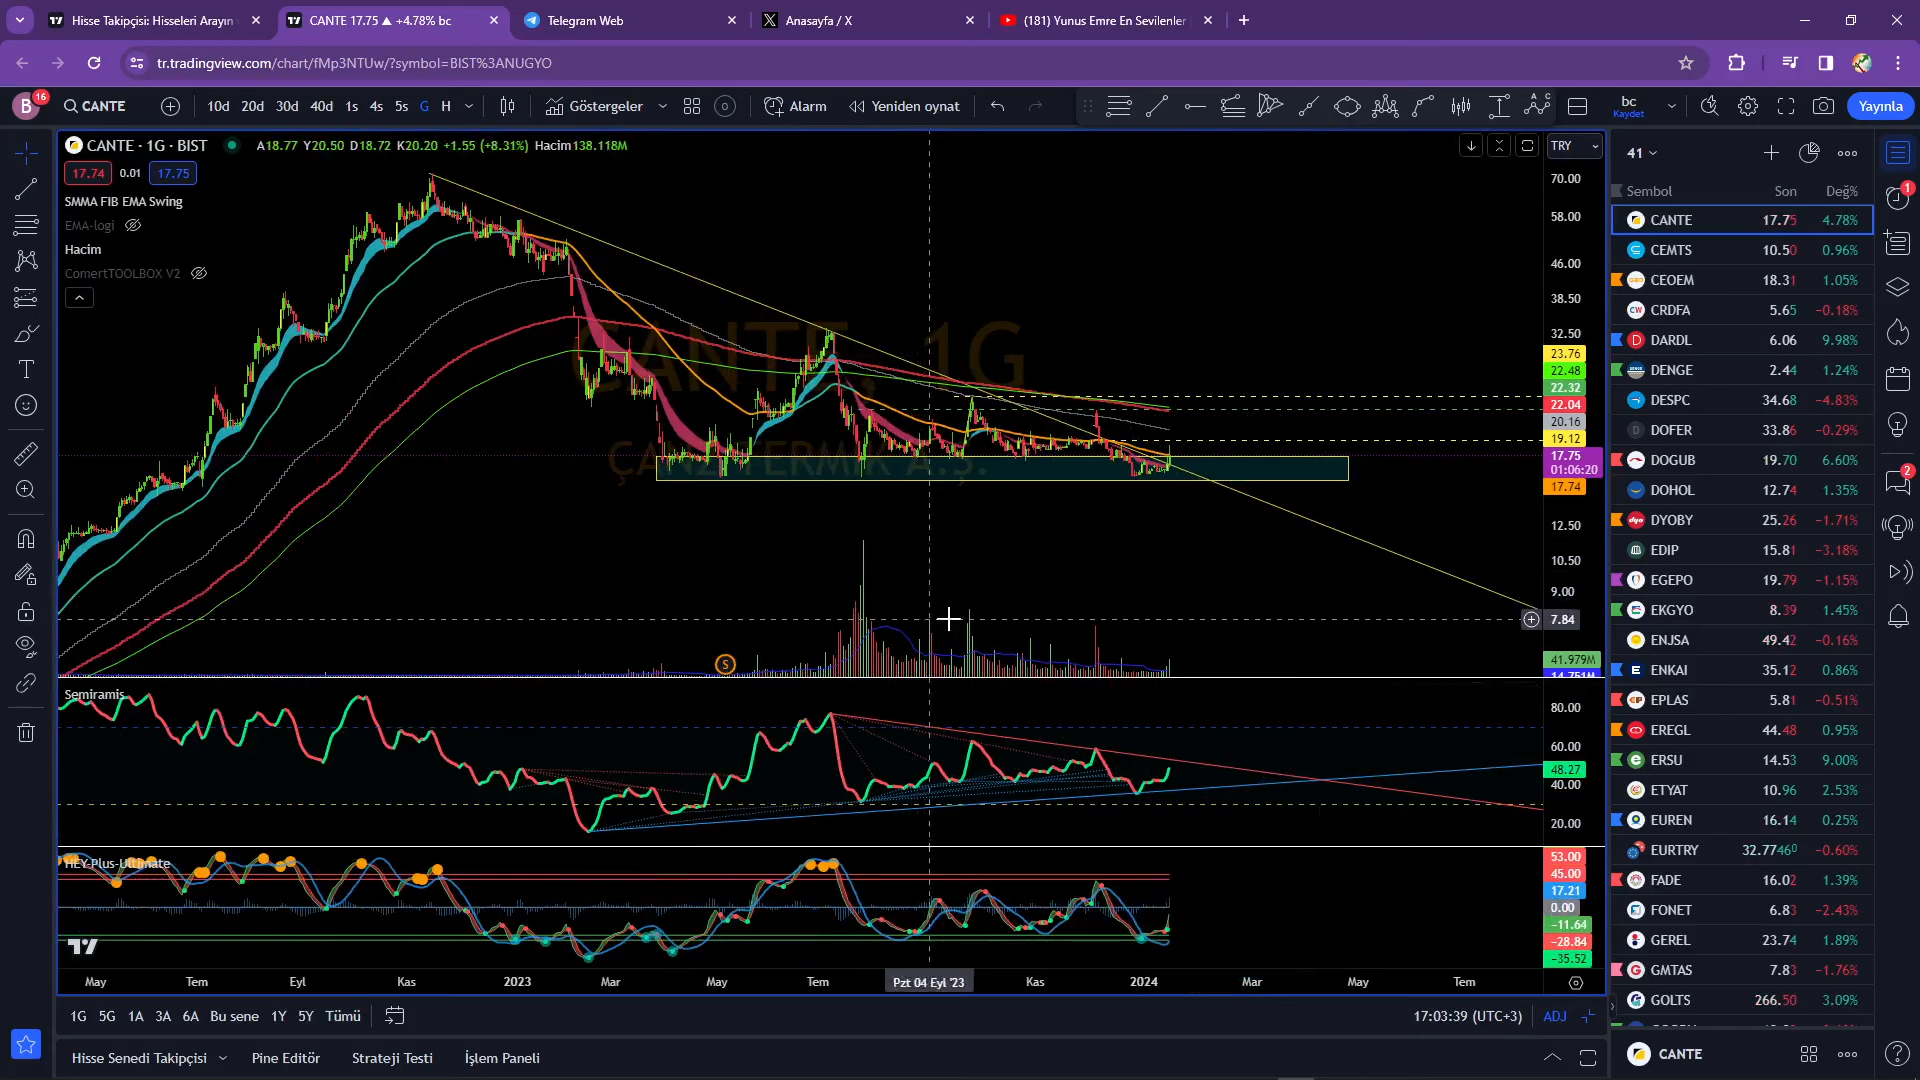 Hisse Takipçisi: Hisseleri Arayın
CANTE 17.75 ▲ +4.78% bc
Telegram Web
Anasayfa / X
(181) Yunus Emre En Sevilenler
tr.tradingview.com/chart/fMp3NTUw/?symbol=BIST%3ANUGYO
B 16 CANTE 10d 20d 30d 40d 1s 4s 5s G H Göstergeler Alarm Yeniden oynat bc Kaydet Yayınla
CANTE · 1G · BIST A18.77 Y20.50 D18.72 K20.20 +1.55 (+8.31%) Hacim138.118M
17.74 0.01 17.75
SMMA FIB EMA Swing
EMA-logi
Hacim
ComertTOOLBOX V2
CANTE, 1G
ÇAN2 TERMİK A.Ş.
TRY
70.00
58.00
46.00
38.50
32.50
23.76
22.48
22.32
22.04
20.16
19.12
17.75
01:06:20
17.74
12.50
10.50
9.00
7.84
41.979M
14.751M
S
Semiramis
80.00
60.00
48.27
40.00
20.00
HEY-Plus-Ultimate
53.00
45.00
17.21
0.00
−11.64
−28.84
−35.52
May Tem Eyl Kas 2023 Mar May Tem Pzt 04 Eyl '23 Kas 2024 Mar May Tem
1G 5G 1A 3A 6A Bu sene 1Y 5Y Tümü 17:03:39 (UTC+3) ADJ
Hisse Senedi Takipçisi Pine Editör Strateji Testi İşlem Paneli
41
Sembol Son Değ%
CANTE 17.75 4.78%
CEMTS 10.50 0.96%
CEOEM 18.31 1.05%
CRDFA 5.65 −0.18%
DARDL 6.06 9.98%
DENGE 2.44 1.24%
DESPC 34.68 −4.83%
DOFER 33.86 −0.29%
DOGUB 19.70 6.60%
DOHOL 12.74 1.35%
DYOBY 25.26 −1.71%
EDIP 15.81 −3.18%
EGEPO 19.79 −1.15%
EKGYO 8.39 1.45%
ENJSA 49.42 −0.16%
ENKAI 35.12 0.86%
EPLAS 5.81 −0.51%
EREGL 44.48 0.95%
ERSU 14.53 9.00%
ETYAT 10.96 2.53%
EUREN 16.14 0.25%
EURTRY 32.7746⁰ −0.60%
FADE 16.02 1.39%
FONET 6.83 −2.43%
GEREL 23.74 1.89%
GMTAS 7.83 −1.76%
GOLTS 266.50 3.09%
CANTE
1
2